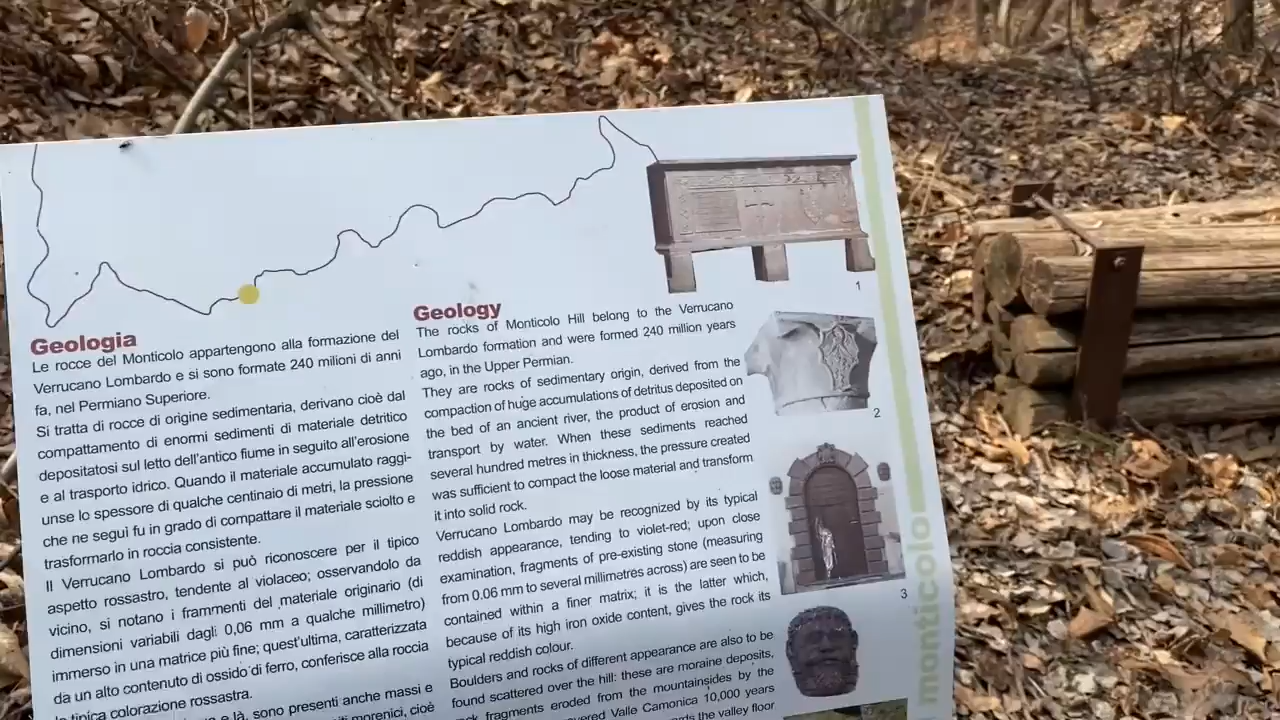 Geologia
Le rocce del Monticolo appartengono alla formazione del
Verrucano Lombardo e si sono formate 240 milioni di anni
fa, nel Permiano Superiore.
Si tratta di rocce di origine sedimentaria, derivano cioè dal
compattamento di enormi sedimenti di materiale detritico
depositatosi sul letto dell'antico fiume in seguito all'erosione
e al trasporto idrico. Quando il materiale accumulato raggi-
unse lo spessore di qualche centinaio di metri, la pressione
che ne seguì fu in grado di compattare il materiale sciolto e
trasformarlo in roccia consistente.
Il Verrucano Lombardo si può riconoscere per il tipico
aspetto rossastro, tendente al violaceo; osservandolo da
vicino, si notano i frammenti del materiale originario (di
dimensioni variabili dagli 0,06 mm a qualche millimetro)
immerso in una matrice più fine; quest'ultima, caratterizzata
da un alto contenuto di ossido di ferro, conferisce alla roccia
la tipica colorazione rossastra.
e là, sono presenti anche massi e
morenici, cioè
Geology
The rocks of Monticolo Hill belong to the Verrucano
Lombardo formation and were formed 240 million years
ago, in the Upper Permian.
They are rocks of sedimentary origin, derived from the
compaction of huge accumulations of detritus deposited on
the bed of an ancient river, the product of erosion and
transport by water. When these sediments reached
several hundred metres in thickness, the pressure created
was sufficient to compact the loose material and transform
it into solid rock.
Verrucano Lombardo may be recognized by its typical
reddish appearance, tending to violet-red; upon close
examination, fragments of pre-existing stone (measuring
from 0.06 mm to several millimetres across) are seen to be
contained within a finer matrix; it is the latter which,
because of its high iron oxide content, gives the rock its
typical reddish colour.
Boulders and rocks of different appearance are also to be
found scattered over the hill: these are moraine deposits,
fragments eroded from the mountainsides by the
Valle Camonica 10,000 years
the valley floor
1
2
3
monticolo